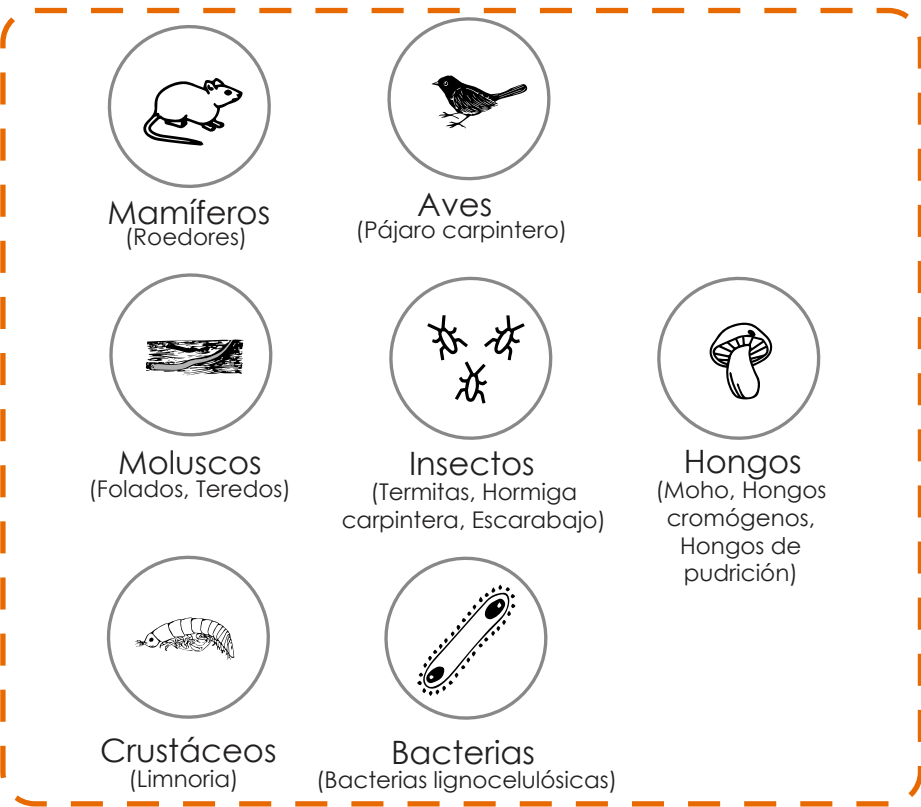 Mamíferos
(Roedores)
Aves
(Pájaro carpintero)
Moluscos
(Folados, Teredos)
Insectos
(Termitas, Hormiga
carpintera, Escarabajo)
Hongos
(Moho, Hongos
cromógenos,
Hongos de
pudrición)
Crustáceos
(Limnoria)
Bacterias
(Bacterias lignocelulósicas)